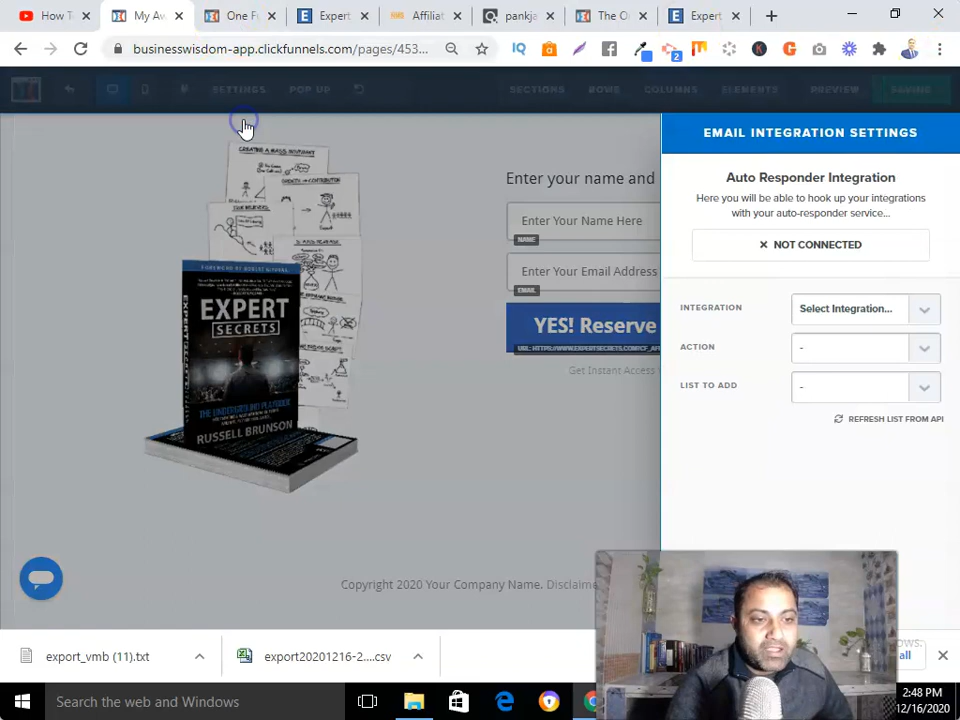 How T
My Aw
One F
Expert
Affiliat
pankj
The O
Expert
businesswisdom-app.clickfunnels.com/pages/453...
2
SETTINGS
POP UP
SECTIONS
ROWS
COLUMNS
ELEMENTS
PREVIEW
SAVING
EMAIL INTEGRATION SETTINGS
Auto Responder Integration
Here you will be able to hook up your integrations
with your auto-responder service...
✕ NOT CONNECTED
INTEGRATION
Select Integration...
ACTION
-
LIST TO ADD
-
REFRESH LIST FROM API
Enter your name and
Enter Your Name Here
NAME
Enter Your Email Address
EMAIL
YES! Reserve
Get Instant Access
EXPERT
SECRETS
RUSSELL BRUNSON
Copyright 2020 Your Company Name. Disclaime
export_vmb (11).txt
export20201216-2....csv
all
Search the web and Windows
2:48 PM
12/16/2020